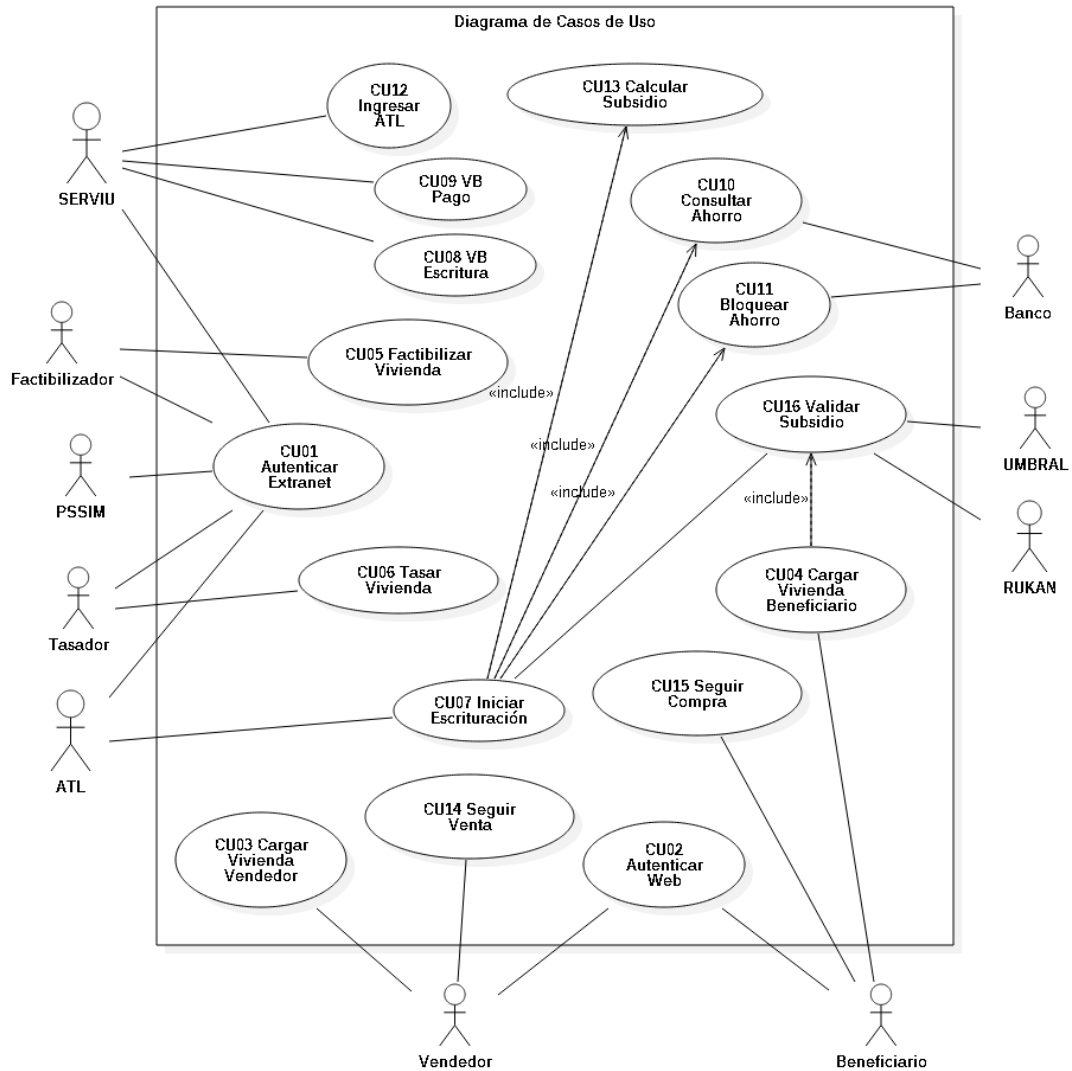 Diagrama de Casos de Uso
CU12
Ingresar
ATL
CU13 Calcular
Subsidio
SERVIU
CU09 VB
Pago
CU10
Consultar
Ahorro
CU08 VB
Escritura
CU11
Bloquear
Ahorro
Banco
Factibilizador
CU05 Factibilizar
Vivienda
«include»
CU16 Validar
Subsidio
UMBRAL
CU01
Autenticar
Extranet
«include»
PSSIM
«include»
«include»
RUKAN
CU06 Tasar
Vivienda
CU04 Cargar
Vivienda
Beneficiario
Tasador
CU07 Iniciar
Escrituración
CU15 Seguir
Compra
ATL
CU14 Seguir
Venta
CU03 Cargar
Vivienda
Vendedor
CU02
Autenticar
Web
Vendedor
Beneficiario